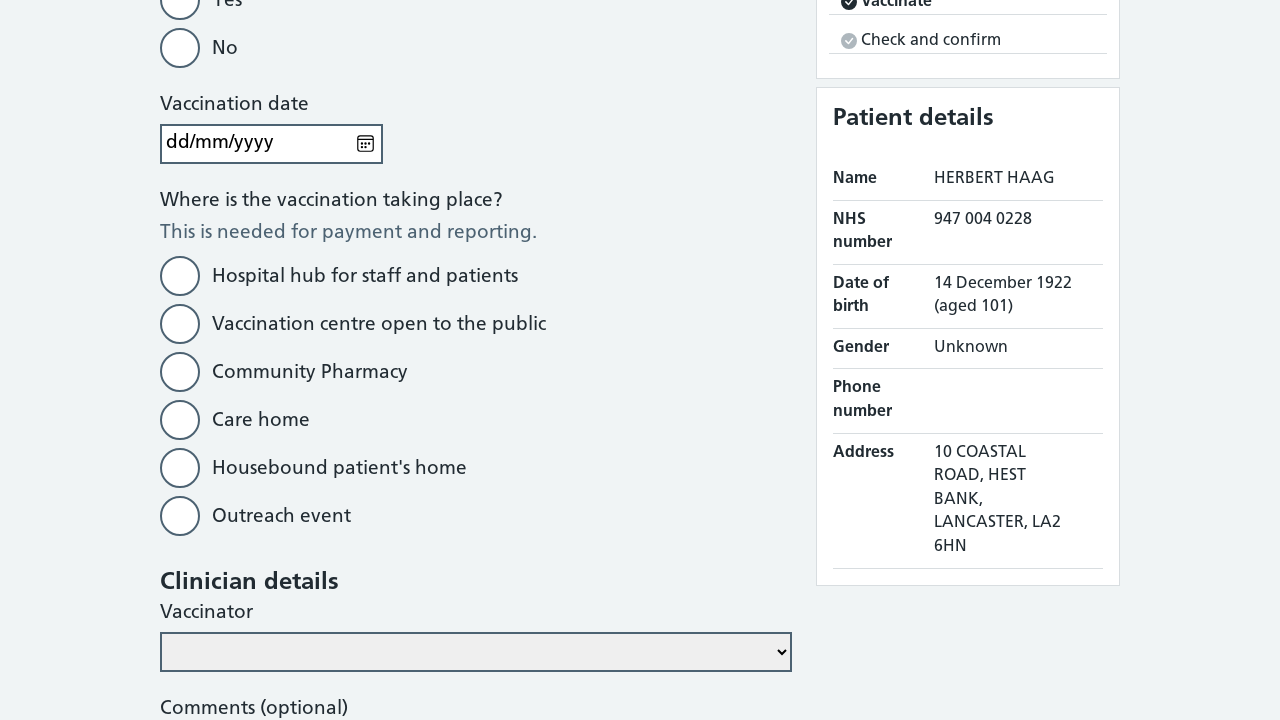 Yes
No
Vaccination date
dd/mm/yyyy
Where is the vaccination taking place?
This is needed for payment and reporting.
Hospital hub for staff and patients
Vaccination centre open to the public
Community Pharmacy
Care home
Housebound patient's home
Outreach event
Clinician details
Vaccinator
Comments (optional)
Vaccinate
Check and confirm
Patient details
Name HERBERT HAAG
NHS number 947 004 0228
Date of birth 14 December 1922 (aged 101)
Gender Unknown
Phone number
Address 10 COASTAL
ROAD, HEST
BANK,
LANCASTER, LA2
6HN